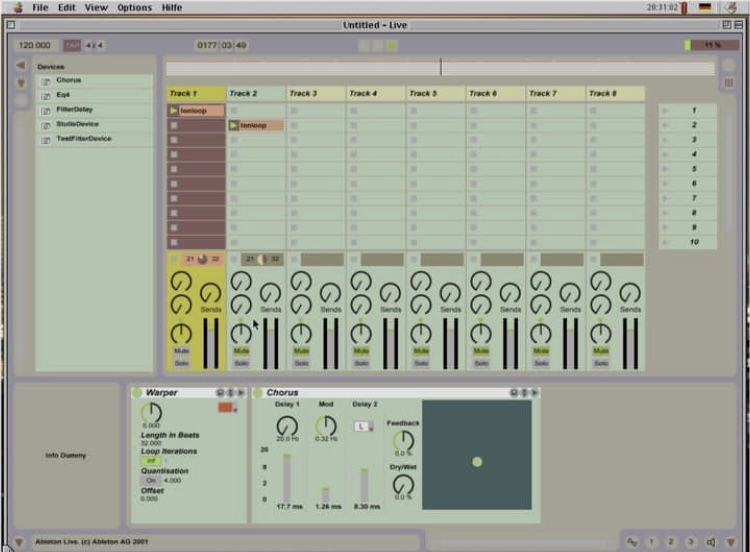 File Edit View Options Hilfe 20:31:02
Untitled - Live
120.000 TAP 4/4 0177|03|40 11 %
Devices
Chorus
Eq4
FilterDelay
StudieDevice
TestFilterDevice
Track 1 Track 2 Track 3 Track 4 Track 5 Track 6 Track 7 Track 8
tomloop 1
tomloop 2
3
4
5
6
7
8
9
10
21 32 21 32
Sends Sends Sends Sends Sends Sends Sends Sends
Mute Mute Mute Mute Mute Mute Mute Mute
Solo Solo Solo Solo Solo Solo Solo Solo
Info Dummy
Warper
0.000
Length in Beats
32.000
Loop Iterations
inf 1
Quantisation
On 4.000
Offset
0.000
Chorus
Delay 1 Mod Delay 2
20.0 Hz 0.32 Hz L
Feedback
0.0 %
Dry/Wet
0.0 %
20
8
2
0
17.7 ms 1.26 ms 8.30 ms
Ableton Live. (c) Ableton AG 2001 1 2 3